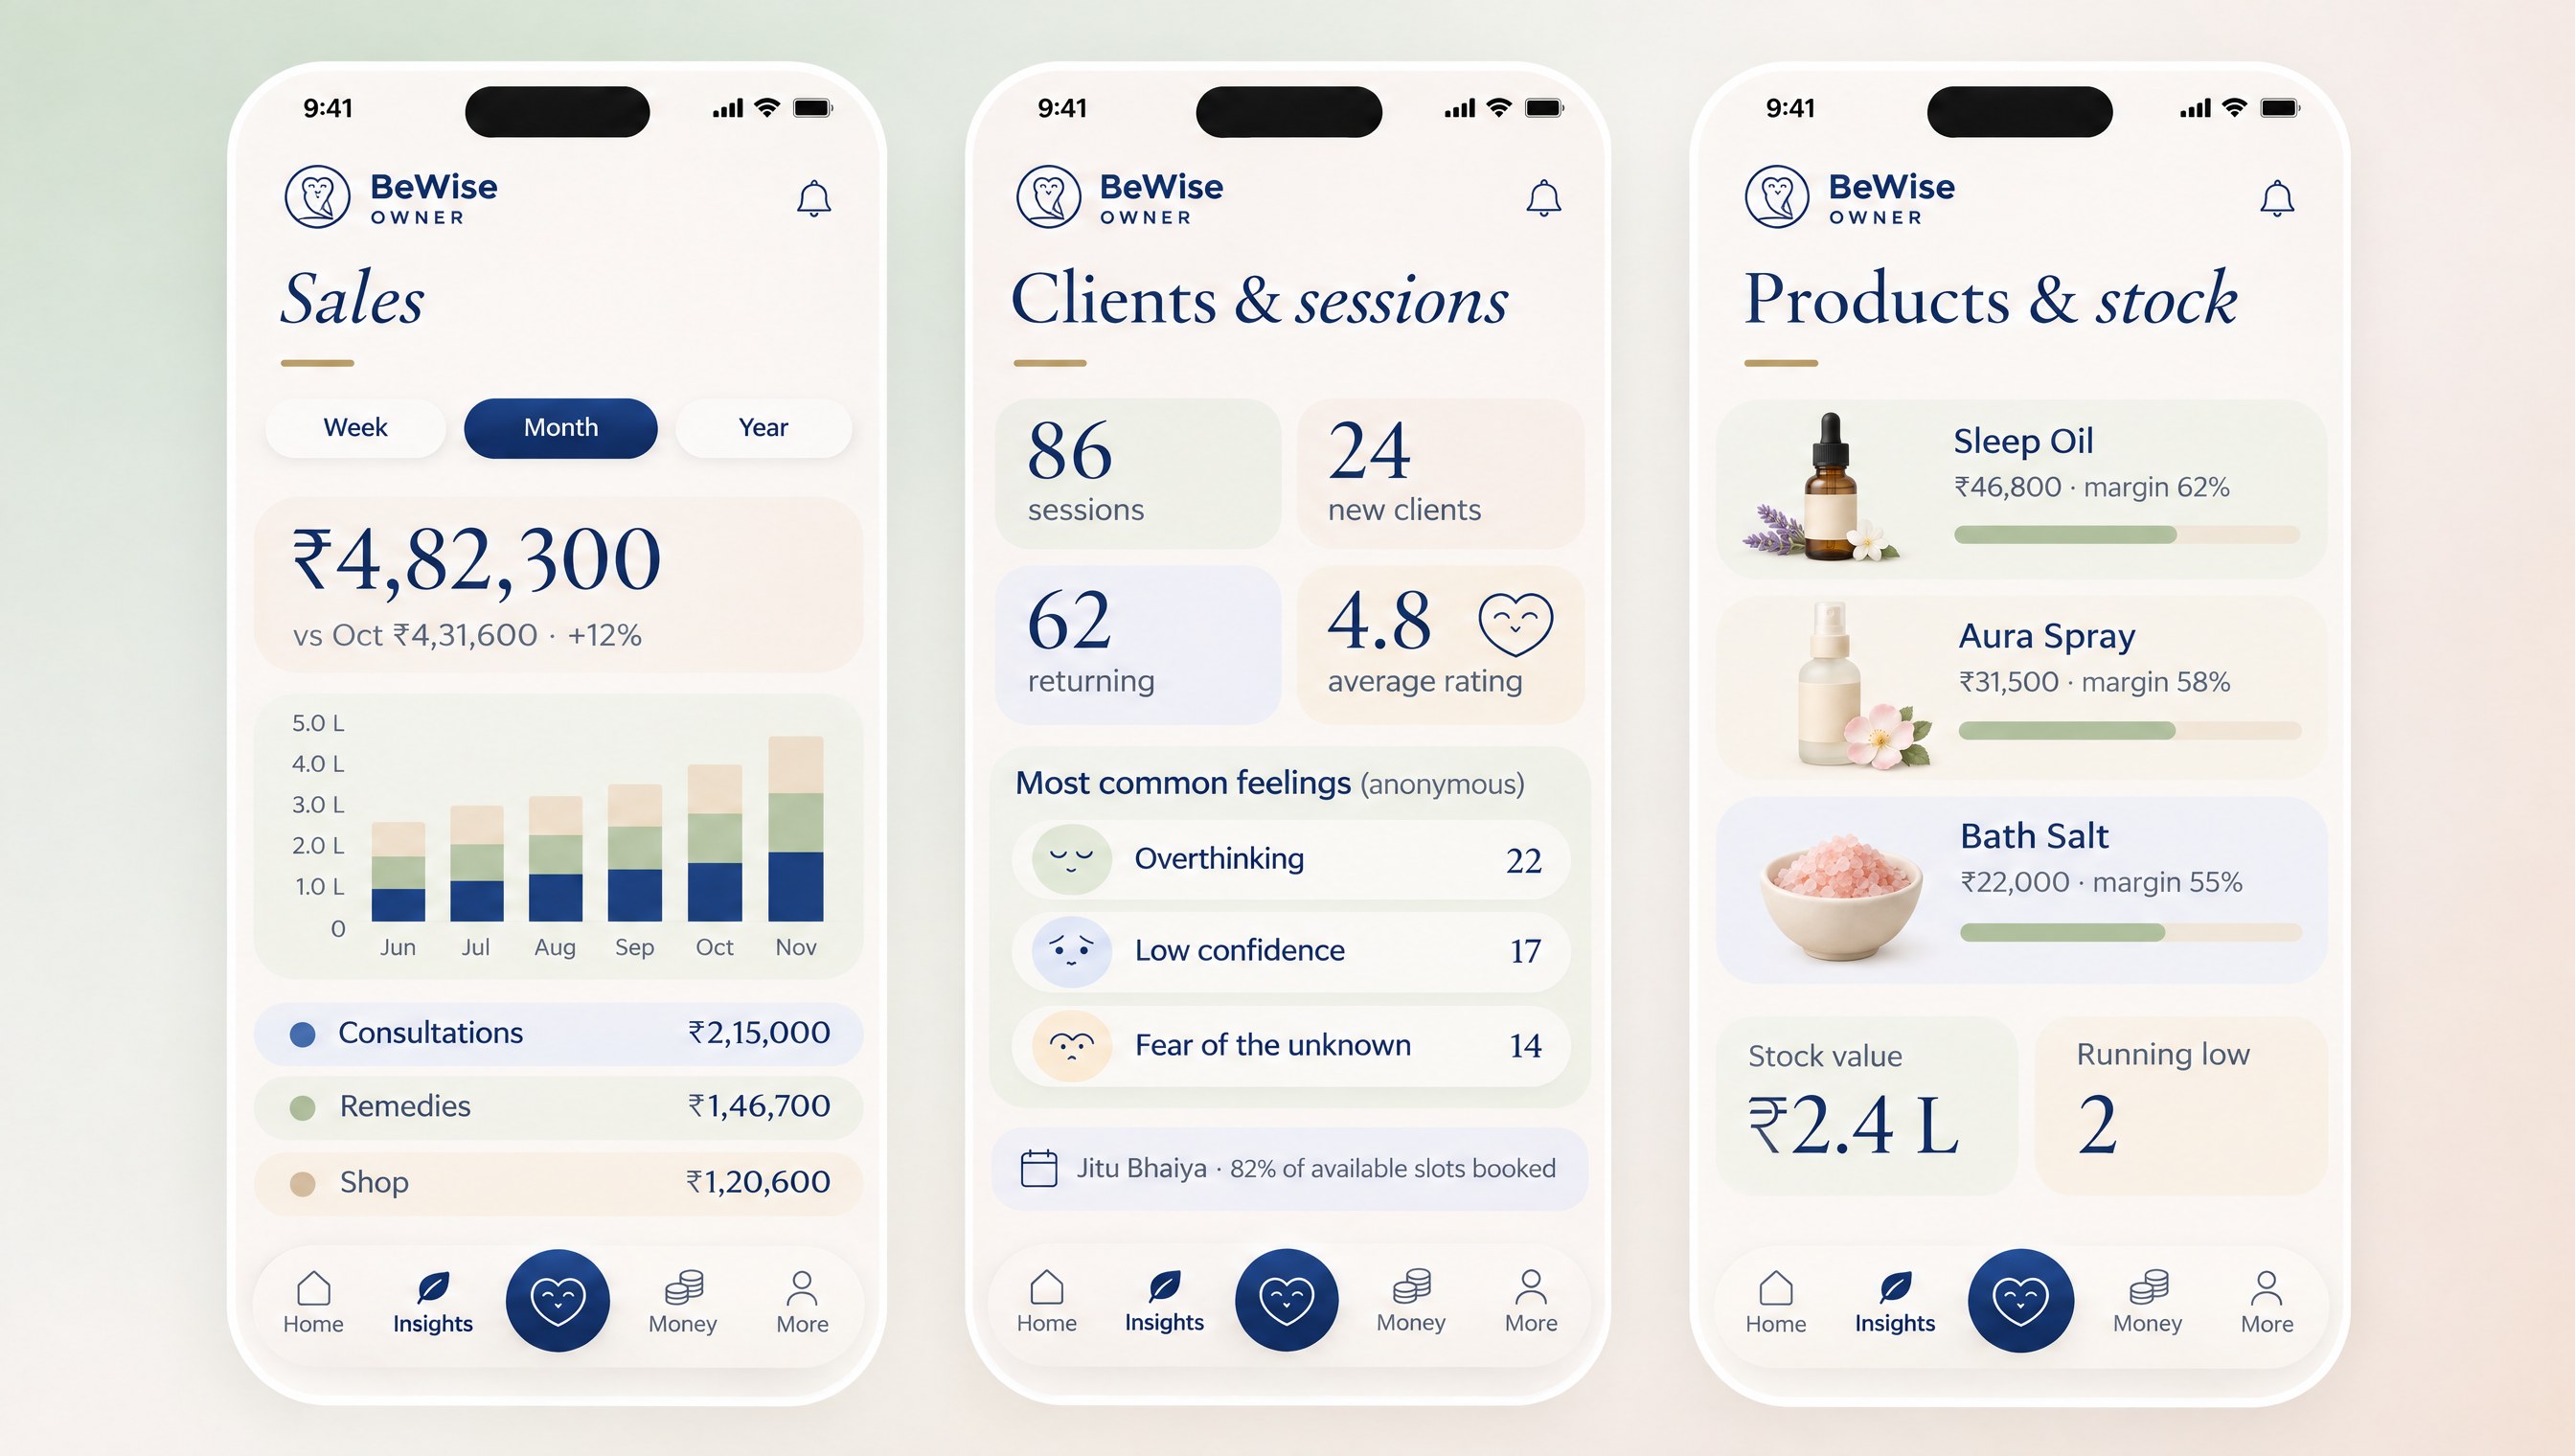 9:41
BeWise
OWNER
Sales
Week
Month
Year
₹4,82,300
vs Oct ₹4,31,600 · +12%
5.0 L
4.0 L
3.0 L
2.0 L
1.0 L
0
Jun Jul Aug Sep Oct Nov
Consultations ₹2,15,000
Remedies ₹1,46,700
Shop ₹1,20,600
Home Insights Money More
9:41
BeWise
OWNER
Clients & sessions
86
sessions
24
new clients
62
returning
4.8
average rating
Most common feelings (anonymous)
Overthinking 22
Low confidence 17
Fear of the unknown 14
Jitu Bhaiya · 82% of available slots booked
Home Insights Money More
9:41
BeWise
OWNER
Products & stock
Sleep Oil
₹46,800 · margin 62%
Aura Spray
₹31,500 · margin 58%
Bath Salt
₹22,000 · margin 55%
Stock value
₹2.4 L
Running low
2
Home Insights Money More